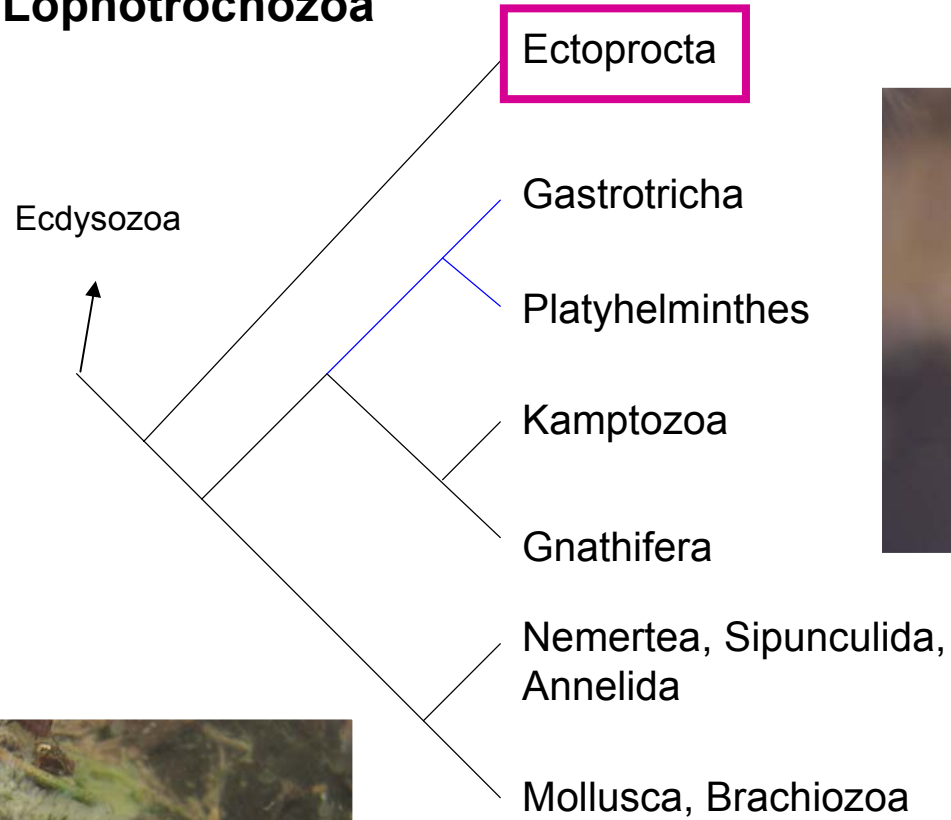 Lophotrochozoa
Ectoprocta
Gastrotricha
Ecdysozoa
Platyhelminthes
Kamptozoa
Gnathifera
Nemertea, Sipunculida,
Annelida
Mollusca, Brachiozoa